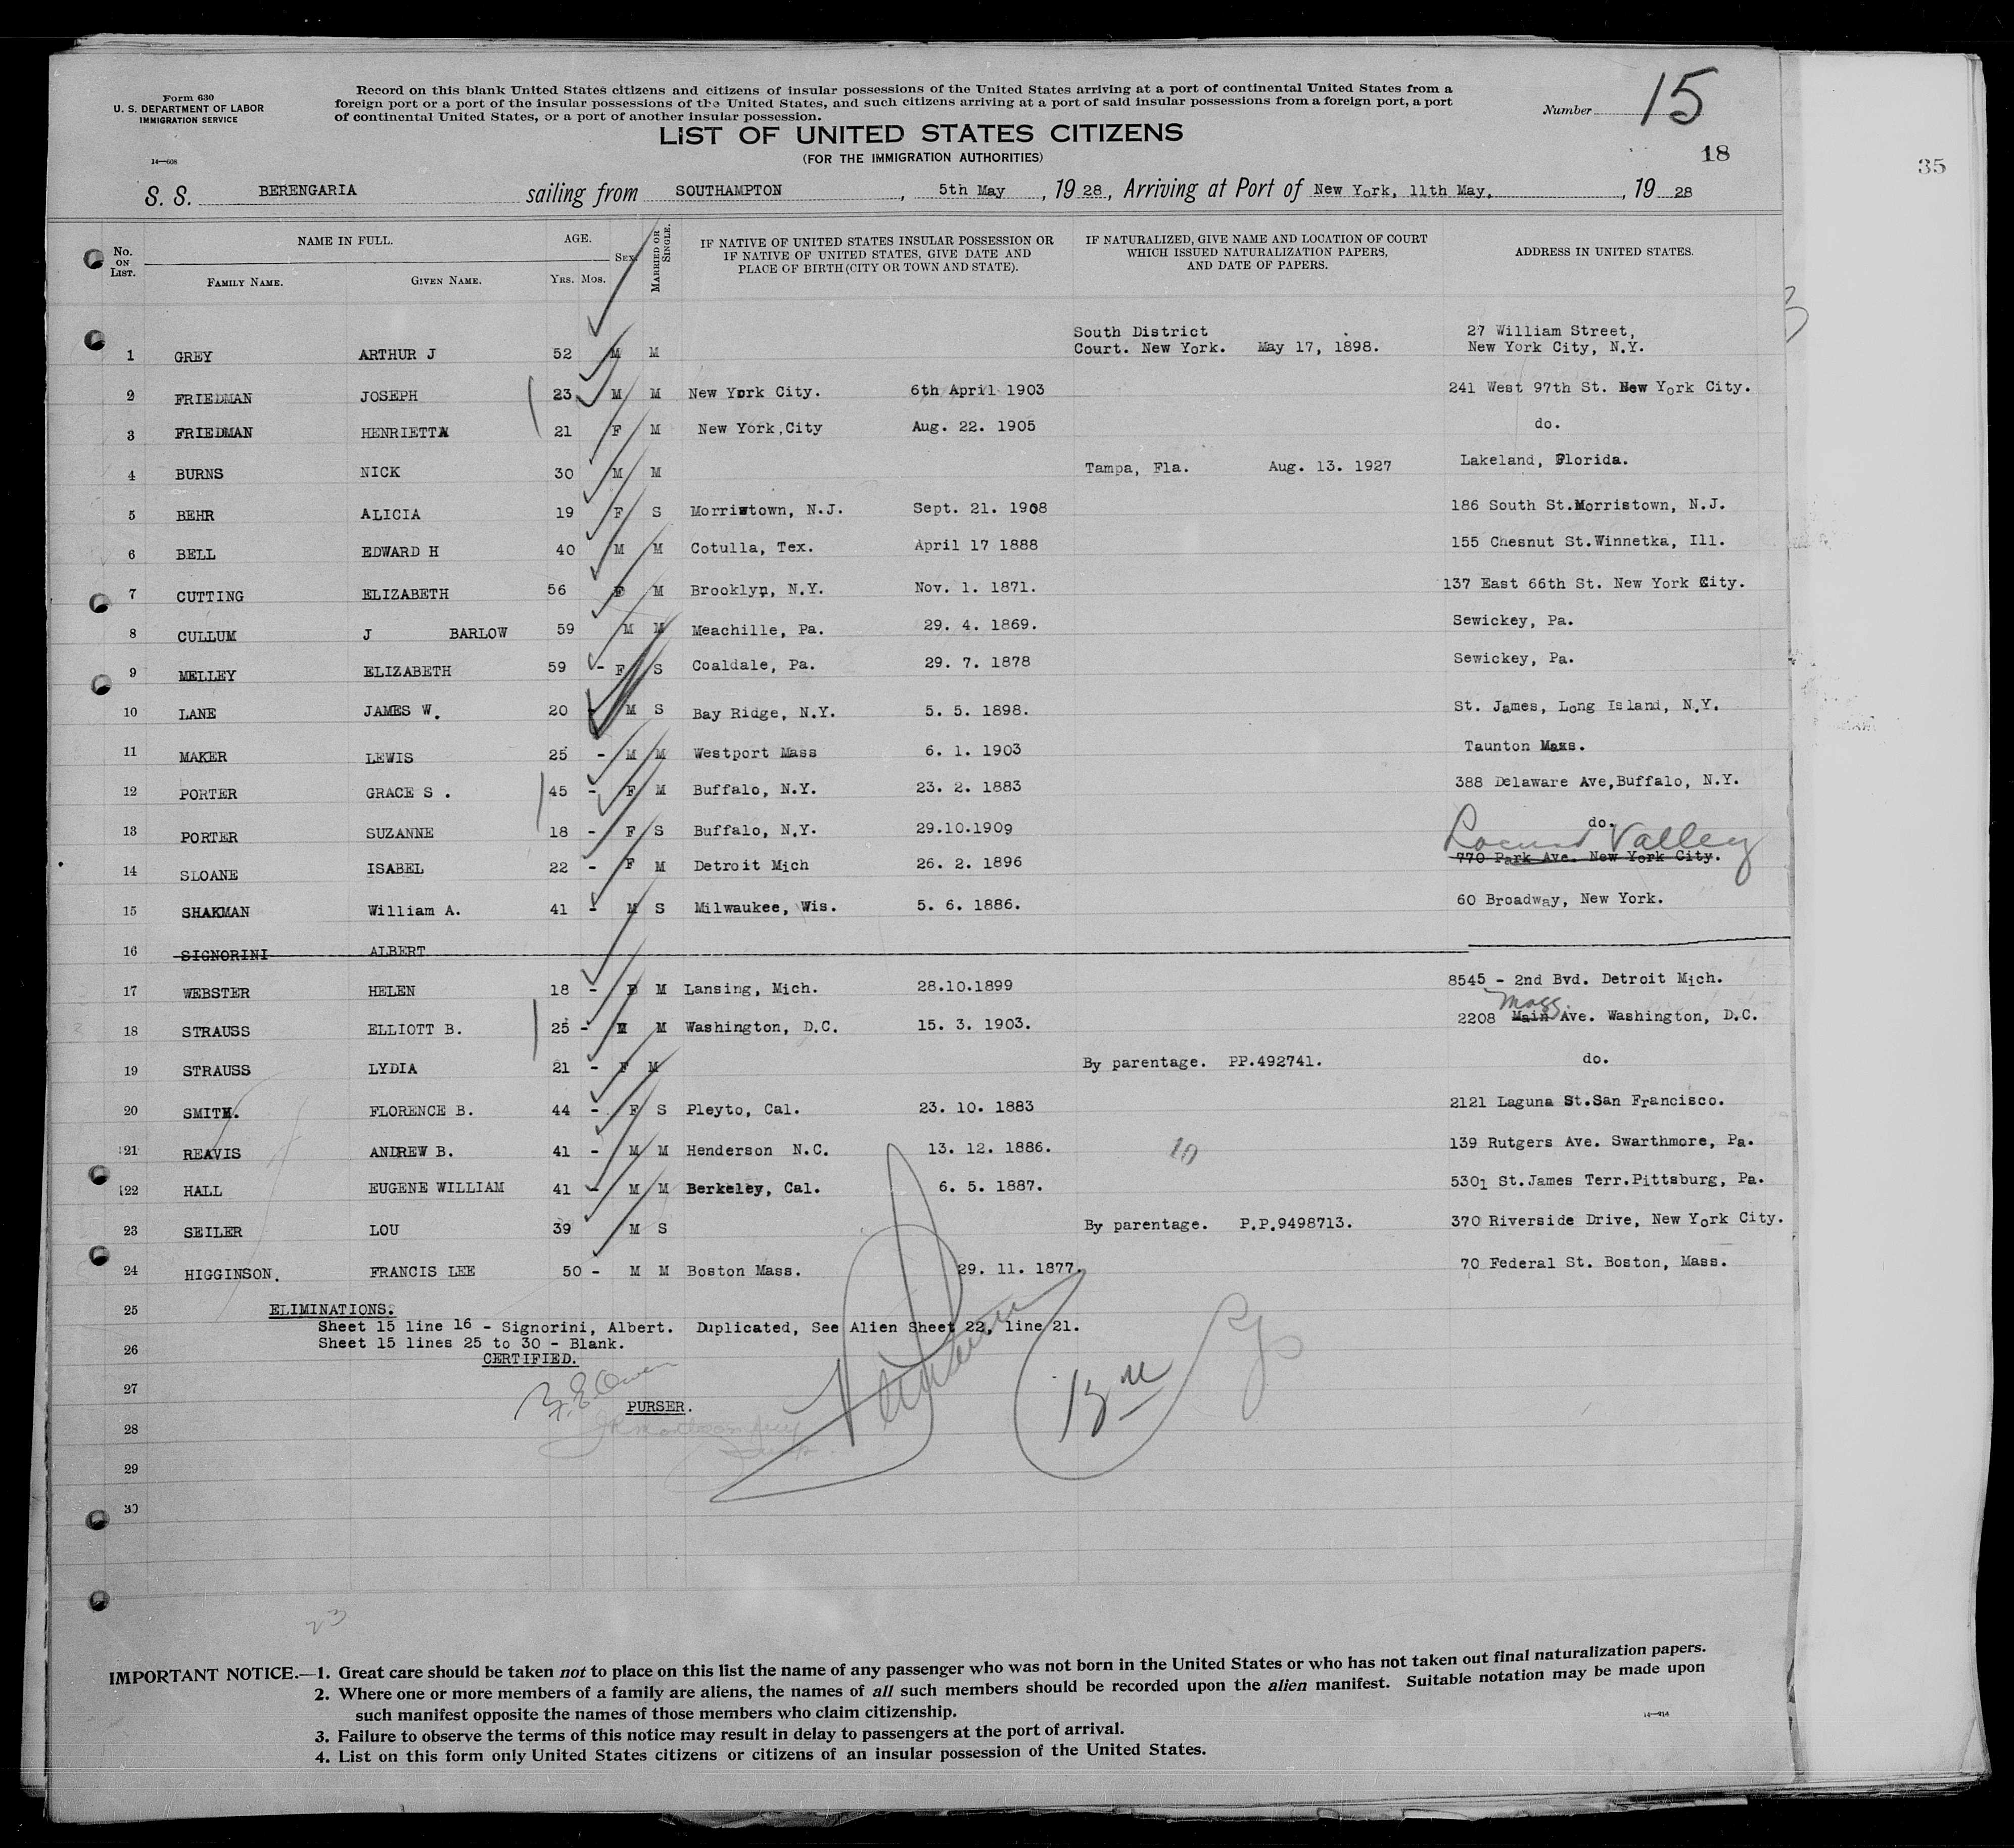 Form 630
U. S. DEPARTMENT OF LABOR
IMMIGRATION SERVICE
14—608
Record on this blank United States citizens and citizens of insular possessions of the United States arriving at a port of continental United States from a
foreign port or a port of the insular possessions of the United States, and such citizens arriving at a port of said insular possessions from a foreign port, a port
of continental United States, or a port of another insular possession.
Number 15
LIST OF UNITED STATES CITIZENS
(FOR THE IMMIGRATION AUTHORITIES)
18
35
S. S. BERENGARIA sailing from SOUTHAMPTON, 5th May, 1928, Arriving at Port of New York, 11th May, , 1928
No. ON LIST. NAME IN FULL. FAMILY NAME. GIVEN NAME. AGE. YRS. MOS. SEX. MARRIED OR SINGLE. IF NATIVE OF UNITED STATES INSULAR POSSESSION OR IF NATIVE OF UNITED STATES, GIVE DATE AND PLACE OF BIRTH (CITY OR TOWN AND STATE). IF NATURALIZED, GIVE NAME AND LOCATION OF COURT WHICH ISSUED NATURALIZATION PAPERS, AND DATE OF PAPERS. ADDRESS IN UNITED STATES.
1 GREY ARTHUR J 52 M M South District Court. New York. May 17, 1898. 27 William Street, New York City, N.Y.
2 FRIEDMAN JOSEPH 23 M M New York City. 6th April 1903 241 West 97th St. New York City.
3 FRIEDMAN HENRIETTA 21 F M New York,City Aug. 22. 1905 do.
4 BURNS NICK 30 M M Tampa, Fla. Aug. 13. 1927 Lakeland, Florida.
5 BEHR ALICIA 19 F S Morristown, N.J. Sept. 21. 1908 186 South St.Morristown, N.J.
6 BELL EDWARD H 40 M M Cotulla, Tex. April 17 1888 155 Chesnut St.Winnetka, Ill.
7 CUTTING ELIZABETH 56 F M Brooklyn, N.Y. Nov. 1. 1871. 137 East 66th St. New York City.
8 CULLUM J BARLOW 59 M M Meachille, Pa. 29. 4. 1869. Sewickey, Pa.
9 MELLEY ELIZABETH 59 - F S Coaldale, Pa. 29. 7. 1878 Sewickey, Pa.
10 LANE JAMES W. 20 - M S Bay Ridge, N.Y. 5. 5. 1898. St. James, Long Island, N.Y.
11 MAKER LEWIS 25 - M M Westport Mass 6. 1. 1903 Taunton Mass.
12 PORTER GRACE S . 45 - F M Buffalo, N.Y. 23. 2. 1883 388 Delaware Ave,Buffalo, N.Y.
13 PORTER SUZANNE 18 - F S Buffalo, N.Y. 29.10.1909 do.
Locust Valley
14 SLOANE ISABEL 22 - F M Detroit Mich 26. 2. 1896 770 Park Ave. New York City.
15 SHAKMAN William A. 41 - M S Milwaukee, Wis. 5. 6. 1886. 60 Broadway, New York.
16 SIGNORINI ALBERT
17 WEBSTER HELEN 18 - F M Lansing, Mich. 28.10.1899 8545 - 2nd Bvd. Detroit Mich.
Mass.
18 STRAUSS ELLIOTT B. 25 - M M Washington, D.C. 15. 3. 1903. 2208 Main Ave. Washington, D.C.
19 STRAUSS LYDIA 21 - F M By parentage. PP.492741. do.
20 SMITH. FLORENCE B. 44 - F S Pleyto, Cal. 23. 10. 1883 2121 Laguna St.San Francisco.
21 REAVIS ANDREW B. 41 - M M Henderson N.C. 13. 12. 1886. 10 139 Rutgers Ave. Swarthmore, Pa.
22 HALL EUGENE WILLIAM 41 - M M Berkeley, Cal. 6. 5. 1887. 5301 St.James Terr.Pittsburg, Pa.
23 SEILER LOU 39 M S By parentage. P.P.9498713. 370 Riverside Drive, New York City.
24 HIGGINSON. FRANCIS LEE 50 - M M Boston Mass. 29. 11. 1877. 70 Federal St. Boston, Mass.
25 ELIMINATIONS.
Sheet 15 line 16 - Signorini, Albert. Duplicated, See Alien Sheet 22, line 21.
Sheet 15 lines 25 to 30 - Blank.
26 CERTIFIED.
27
PURSER.
28
29
30
23
IMPORTANT NOTICE.—1. Great care should be taken not to place on this list the name of any passenger who was not born in the United States or who has not taken out final naturalization papers.
2. Where one or more members of a family are aliens, the names of all such members should be recorded upon the alien manifest. Suitable notation may be made upon
such manifest opposite the names of those members who claim citizenship.
3. Failure to observe the terms of this notice may result in delay to passengers at the port of arrival.
4. List on this form only United States citizens or citizens of an insular possession of the United States.